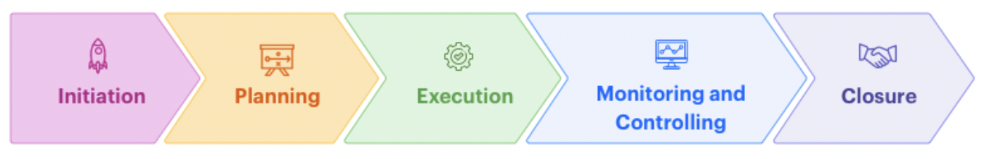 Initiation
Planning
Execution
Monitoring and
Controlling
Closure